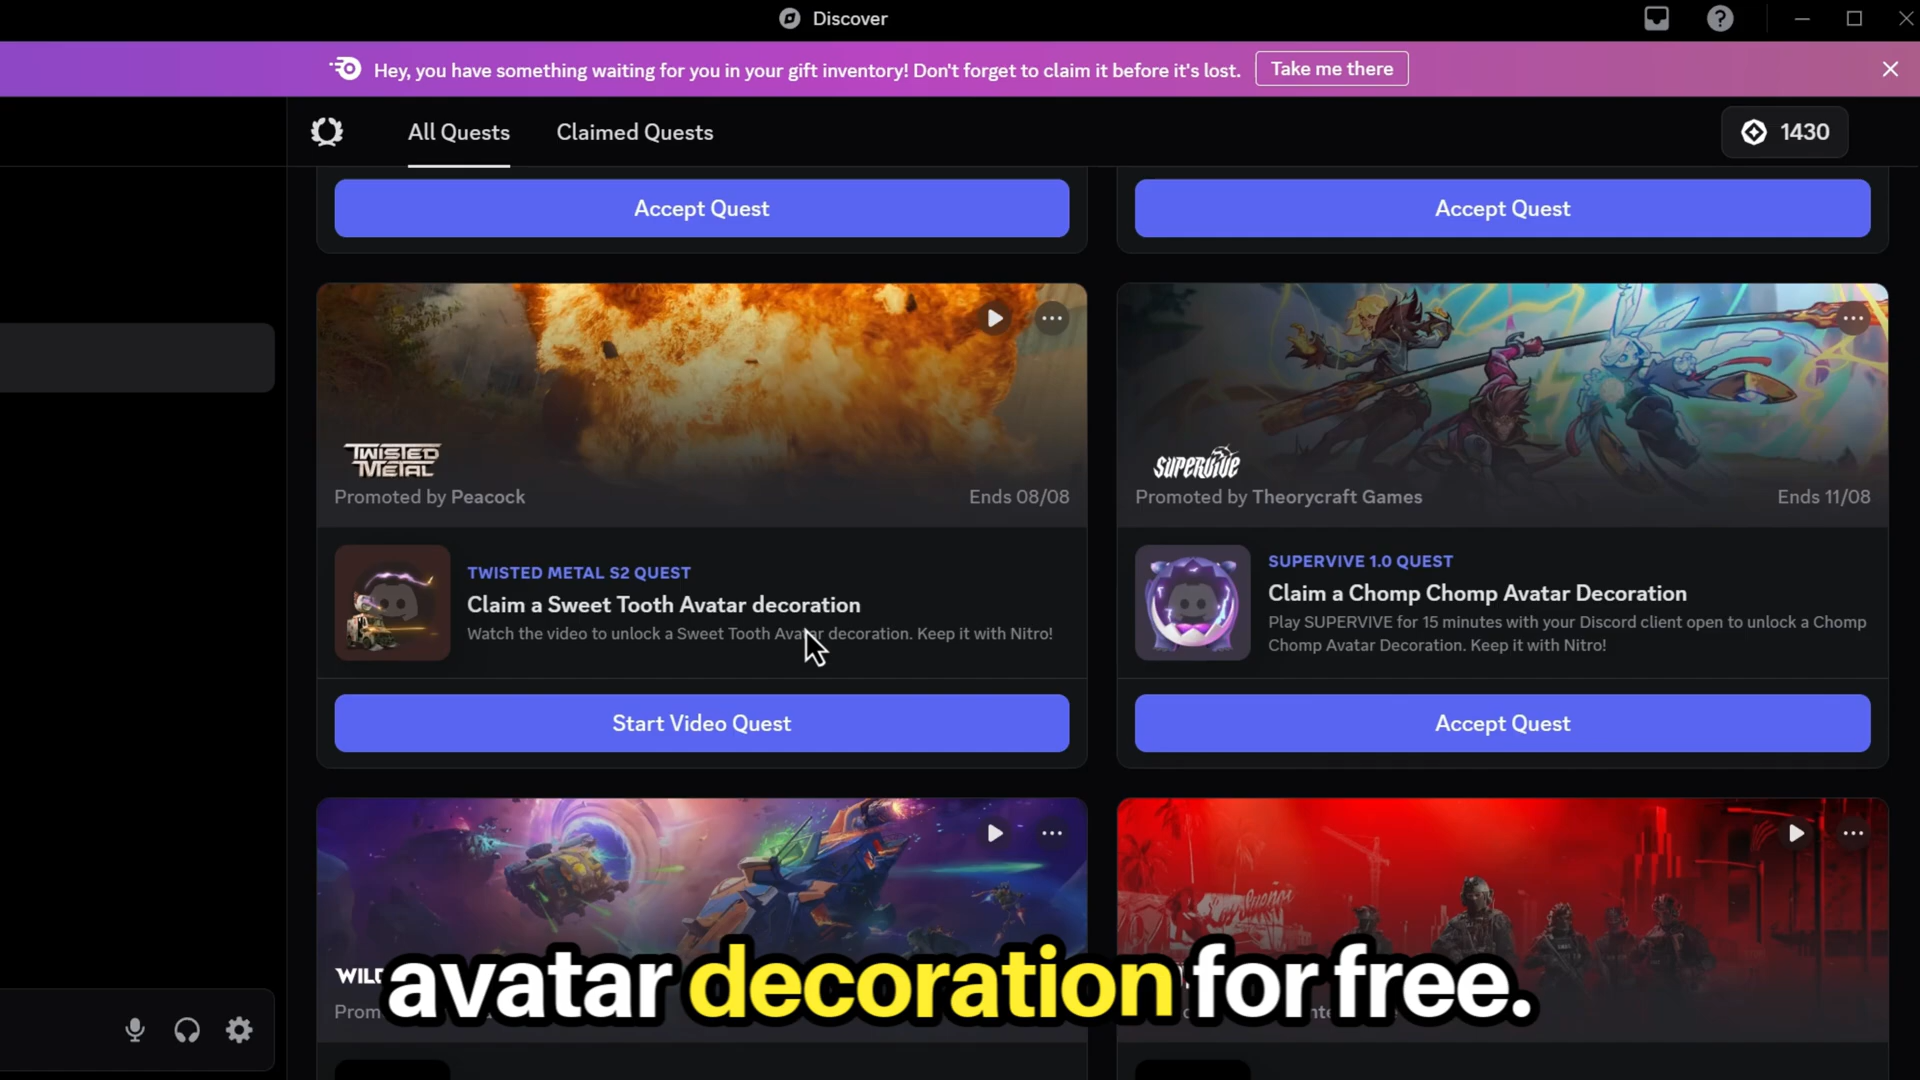 Discover
Hey, you have something waiting for you in your gift inventory! Don't forget to claim it before it's lost.
Take me there
All Quests
Claimed Quests
1430
Accept Quest
Accept Quest
TWISTED
METAL
Promoted by Peacock
Ends 08/08
SUPERVIVE
Promoted by Theorycraft Games
Ends 11/08
TWISTED METAL S2 QUEST
Claim a Sweet Tooth Avatar decoration
Watch the video to unlock a Sweet Tooth Avatar decoration. Keep it with Nitro!
SUPERVIVE 1.0 QUEST
Claim a Chomp Chomp Avatar Decoration
Play SUPERVIVE for 15 minutes with your Discord client open to unlock a Chomp
Chomp Avatar Decoration. Keep it with Nitro!
Start Video Quest
Accept Quest
avatar decoration for free.